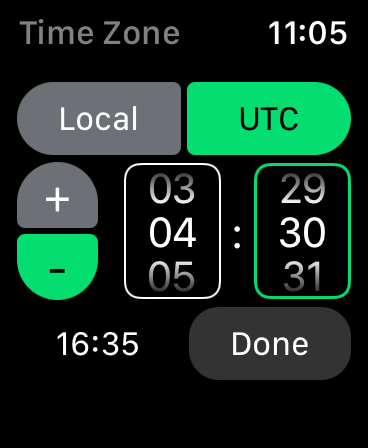 Time Zone 11:05
Local UTC
+ 03 29
04 : 30
- 05 31
16:35 Done